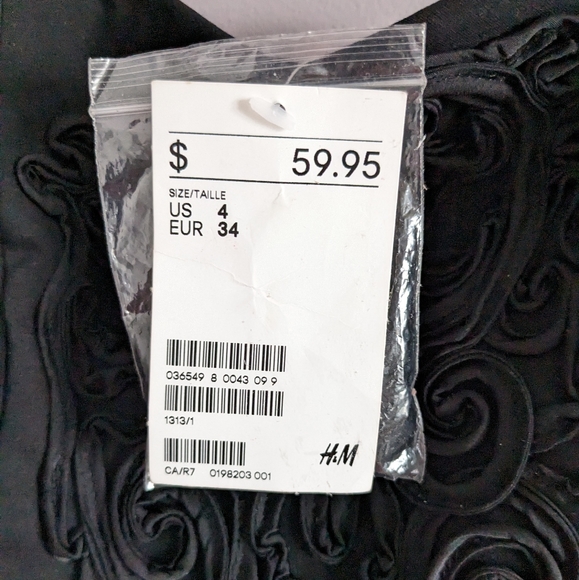 $ 59.95
SIZE/TAILLE
US 4
EUR 34
036549 8 0043 09 9
1313/1
H&M
CA/R7 0198203 001